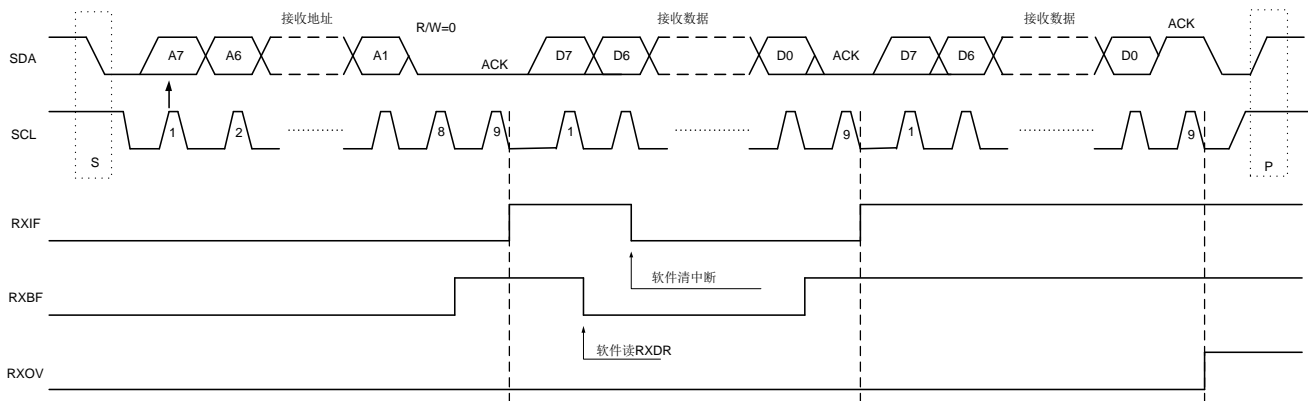 接收地址 R/W=0 接收数据 接收数据 ACK
SDA A7 A6 A1 ACK D7 D6 D0 ACK D7 D6 D0
SCL 1 2 8 9 1 9 1 9
S P
RXIF
软件清中断
RXBF
软件读RXDR
RXOV